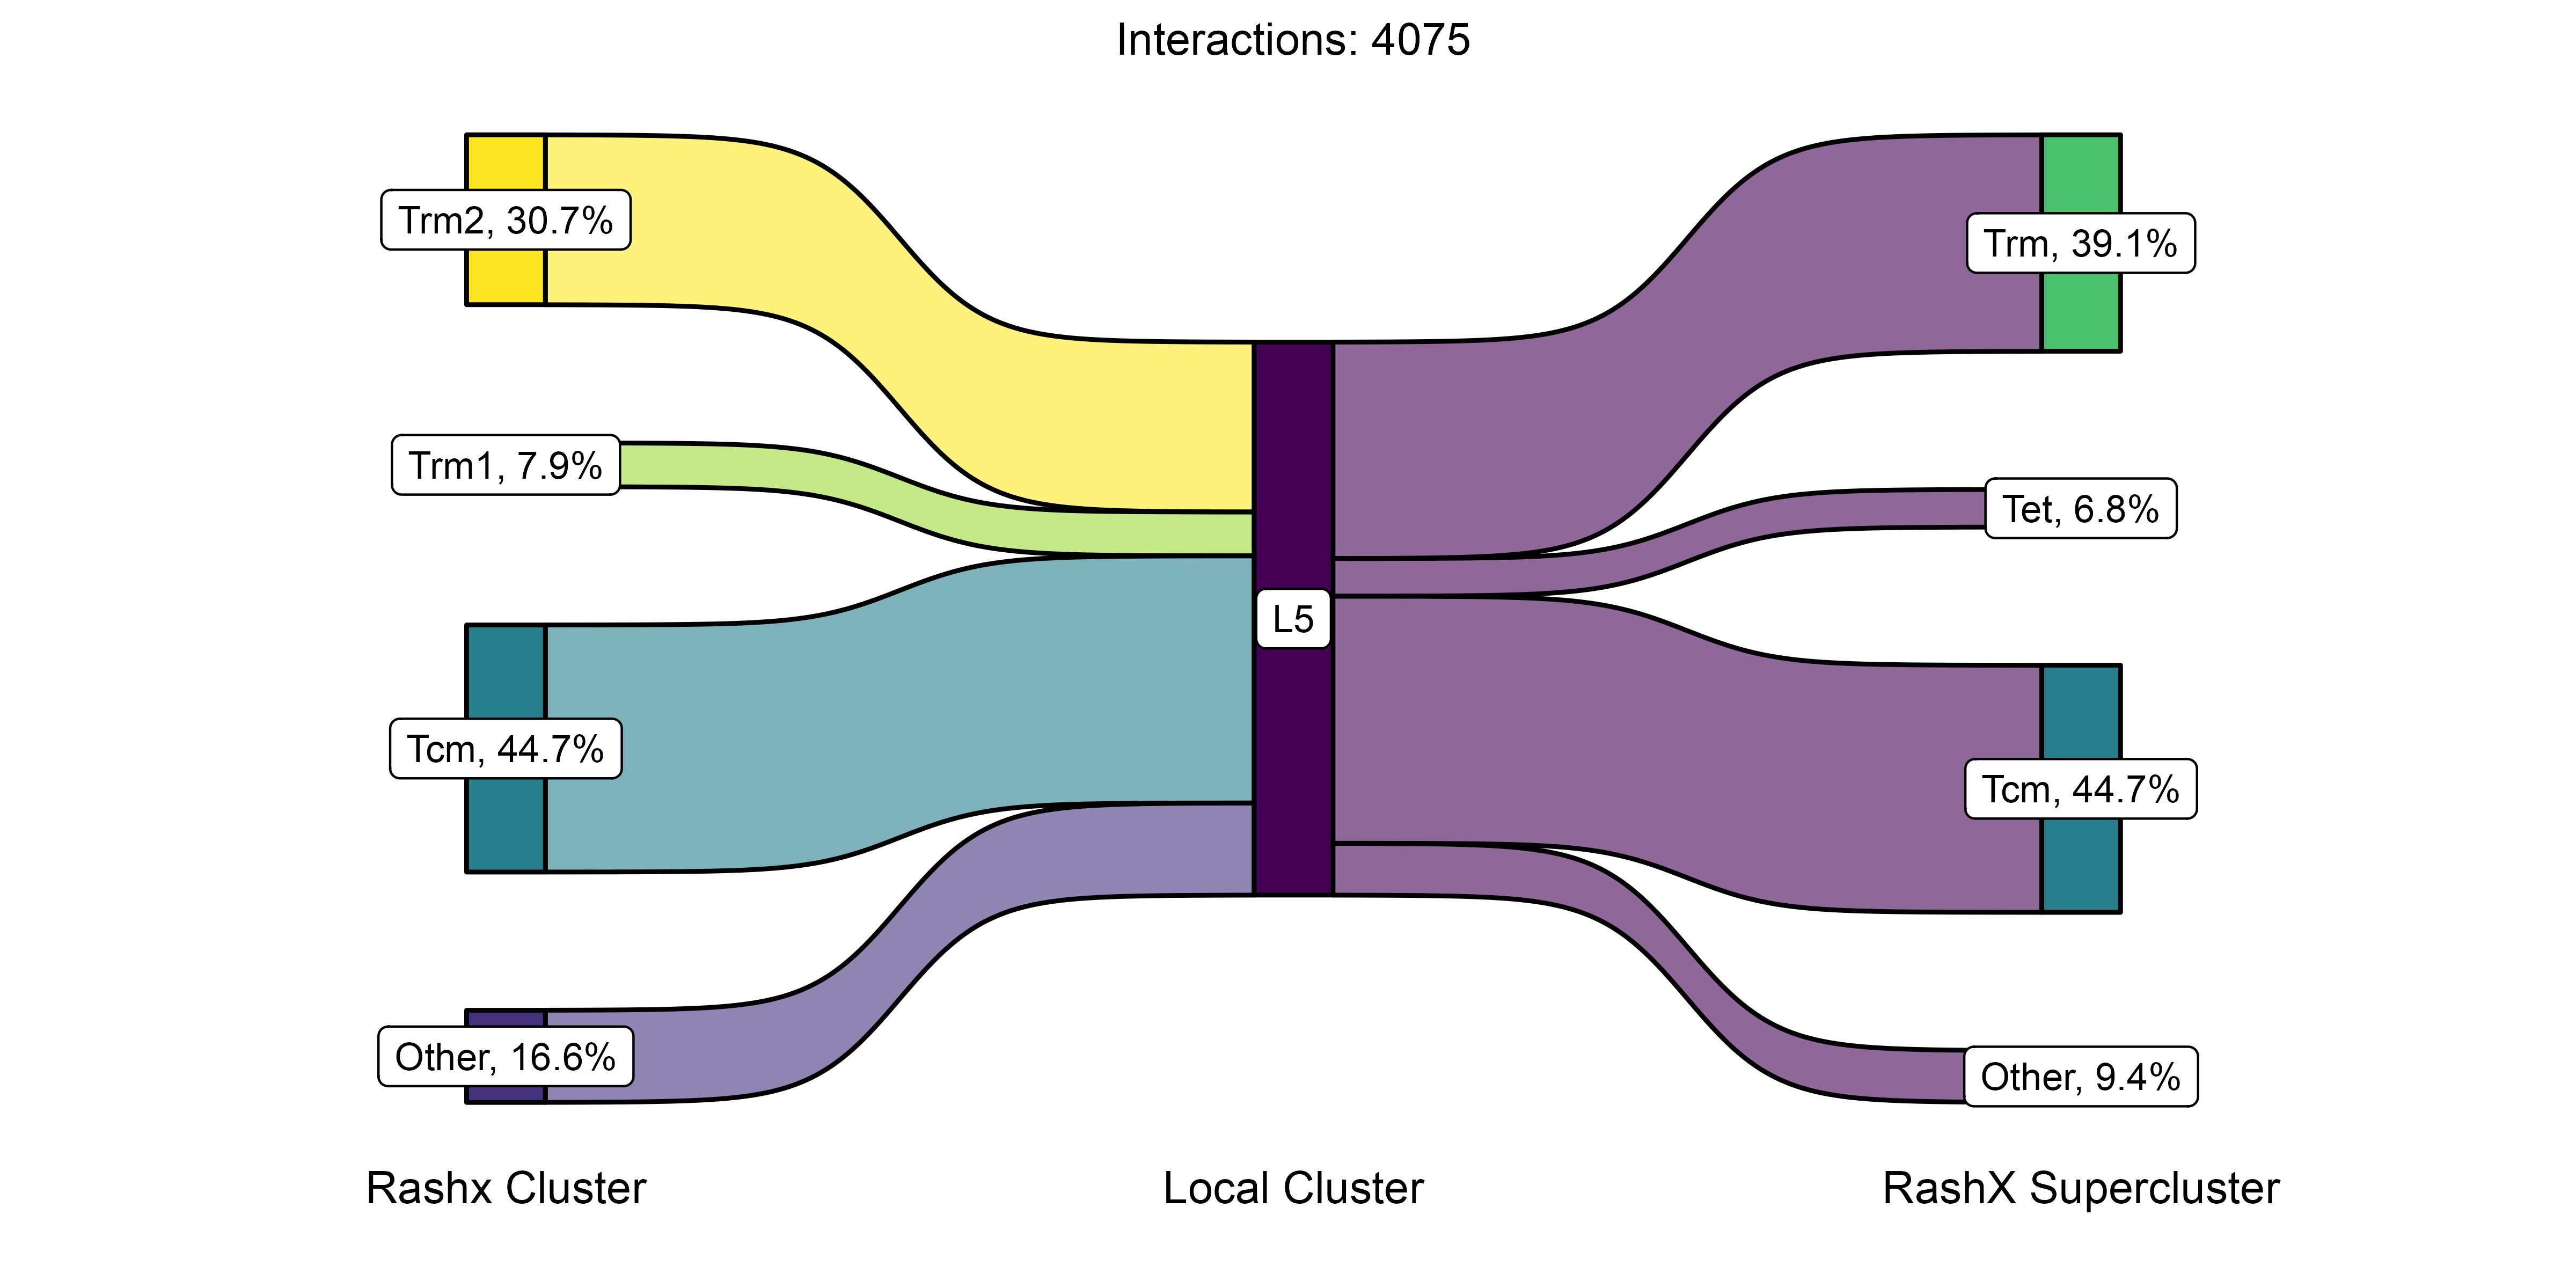 Interactions: 4075
Trm2, 30.7%
Trm1, 7.9%
Tcm, 44.7%
Other, 16.6%
L5
Trm, 39.1%
Tet, 6.8%
Tcm, 44.7%
Other, 9.4%
Rashx Cluster
Local Cluster
RashX Supercluster